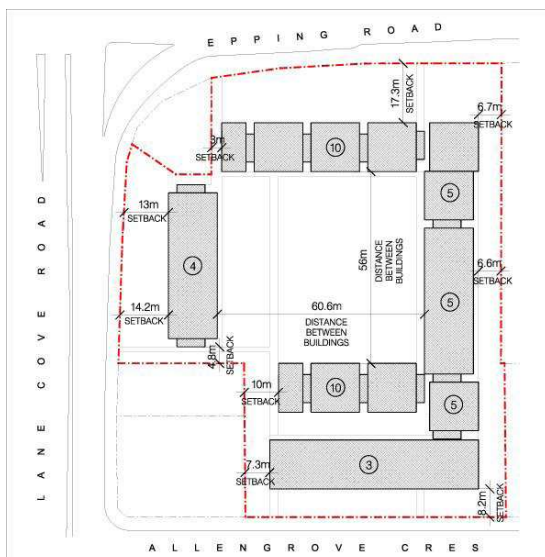 EPPING ROAD
17.3m
SETBACK
6.7m
SETBACK
3m
SETBACK
10
5
13m
SETBACK
4
56m
DISTANCE
BETWEEN
BUILDINGS
5
6.6m
SETBACK
14.2m
SETBACK
60.6m
DISTANCE
BETWEEN
BUILDINGS
4.8m
SETBACK
10m
SETBACK
10
5
7.3m
SETBACK
3
8.2m
SETBACK
LANE COVE ROAD
ALLENGROVE CRES